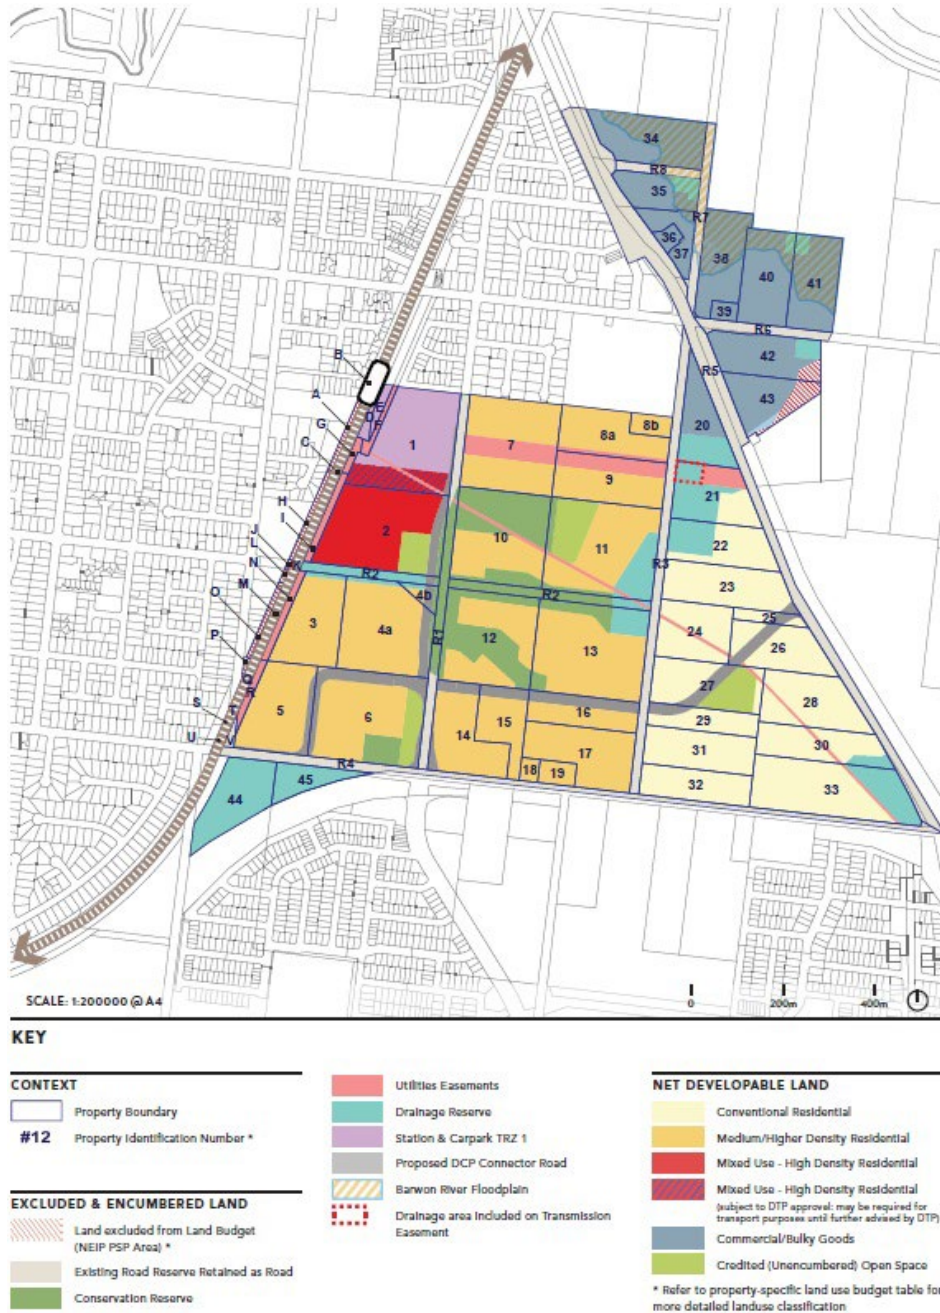 34
R8
35
R7
36
37
38
40
41
39
R6
B
42
R5
A
E
D
F
43
G
20
8b
1
7
8a
C
9
21
H
2
10
11
22
I
J
K
R3
L
R2
23
N
4b
R2
25
M
3
4a
24
26
O
R1
12
13
P
27
Q
R
28
S
T
5
6
15
16
29
14
30
U
V
17
31
R4
18
19
32
33
44
45
SCALE: 1:200000 @ A4
0
200m
400m
KEY
CONTEXT
Property Boundary
#12 Property Identification Number *
EXCLUDED & ENCUMBERED LAND
Land excluded from Land Budget
(NEIP PSP Area) *
Existing Road Reserve Retained as Road
Conservation Reserve
Utilities Easements
Drainage Reserve
Station & Carpark TRZ 1
Proposed DCP Connector Road
Barwon River Floodplain
Drainage area included on Transmission
Easement
NET DEVELOPABLE LAND
Conventional Residential
Medium/Higher Density Residential
Mixed Use - High Density Residential
Mixed Use - High Density Residential
(subject to DTP approval: may be required for
transport purposes until further advised by DTP)
Commercial/Bulky Goods
Credited (Unencumbered) Open Space
* Refer to property-specific land use budget table for
more detailed landuse classification